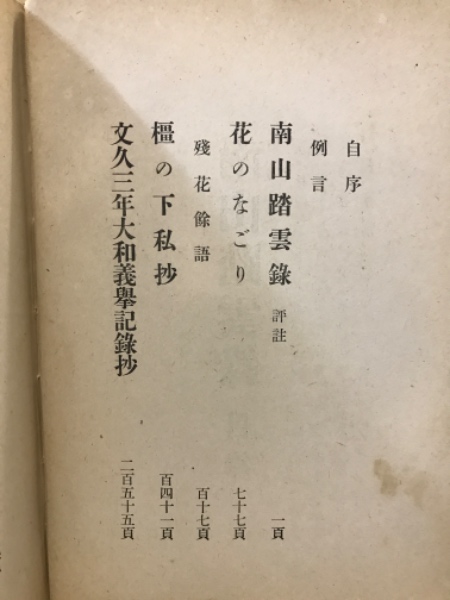 自序
例言
南山踏雲錄 評註 一頁
花のなごり 七十七頁
殘花餘語 百十七頁
橿の下私抄 百四十一頁
文久三年大和義擧記錄抄 二百五十五頁